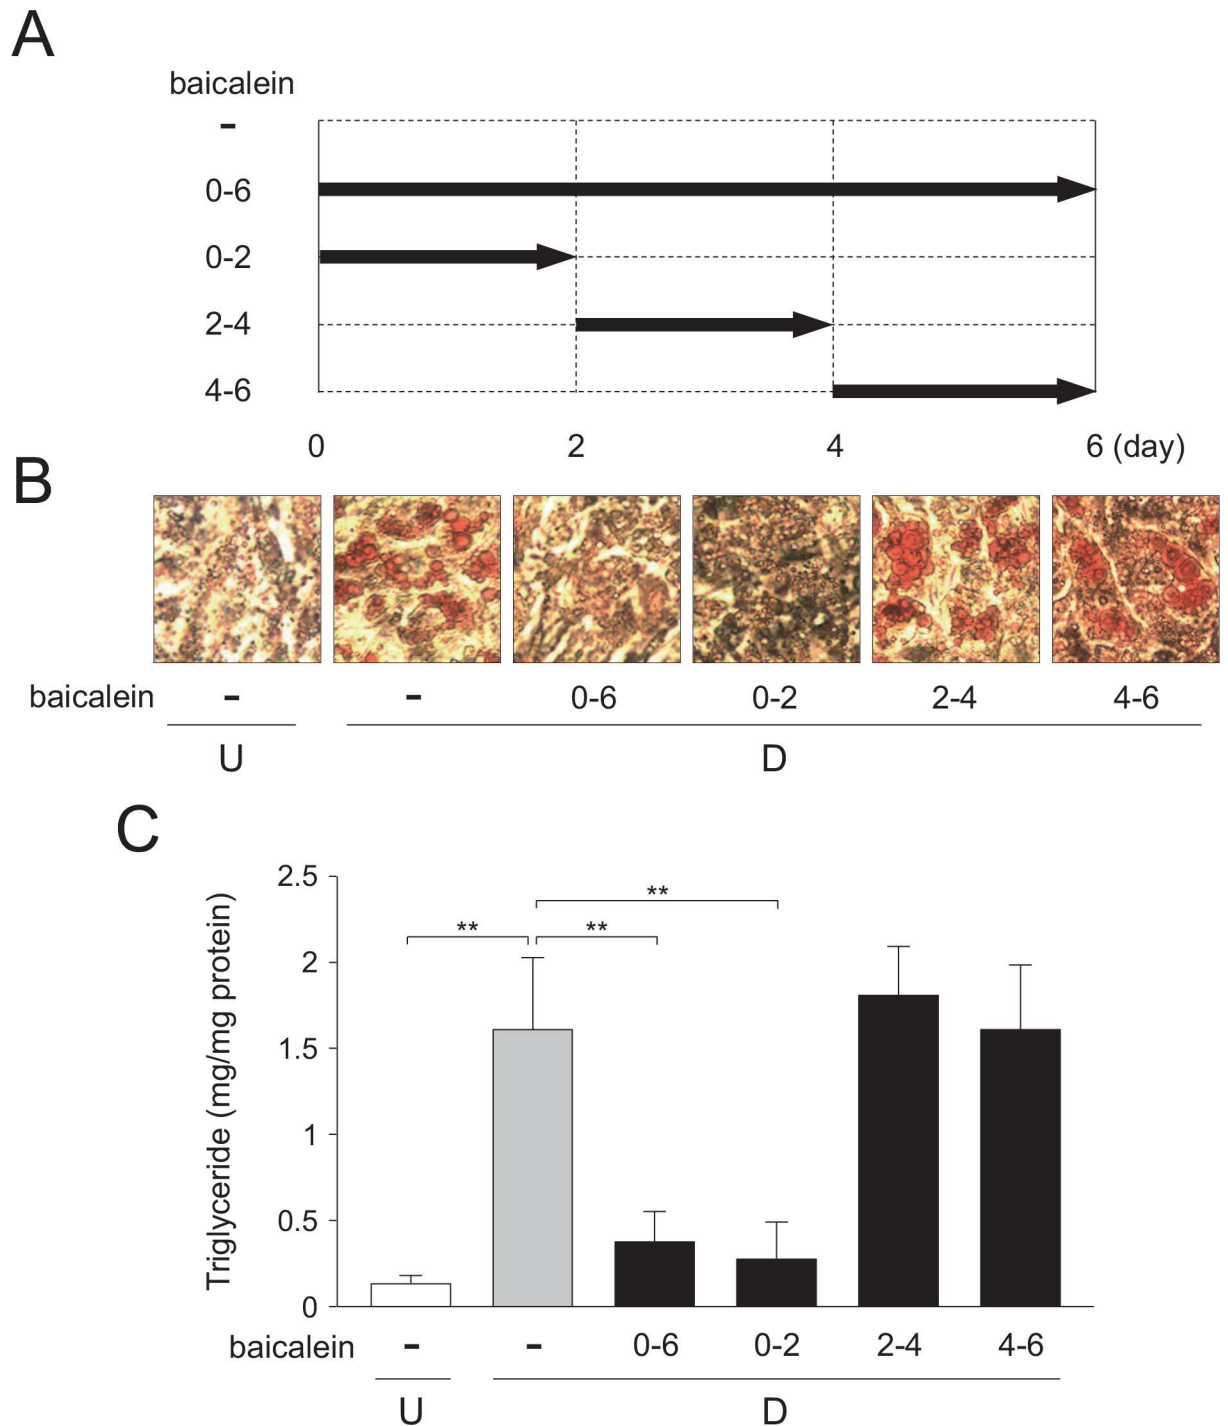 A
baicalein
-
0-6
0-2
2-4
4-6
0 2 4 6 (day)
B
baicalein - - 0-6 0-2 2-4 4-6
U D
C
Triglyceride (mg/mg protein)
2.5
2
1.5
1
0.5
0
** ** **
baicalein - - 0-6 0-2 2-4 4-6
U D